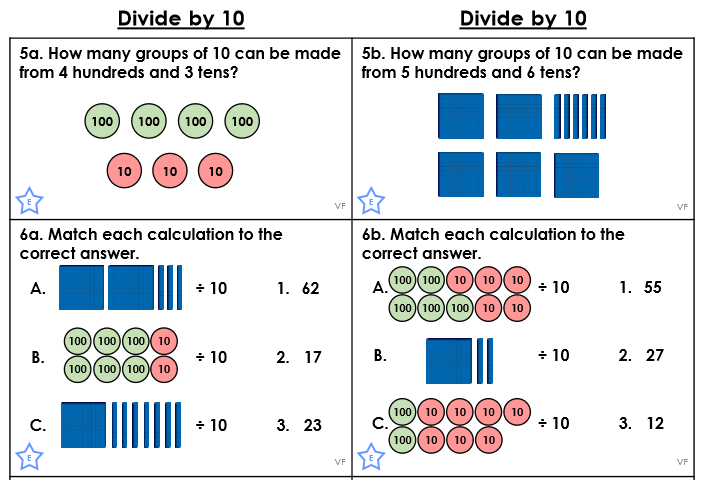 Divide by 10
Divide by 10
5a. How many groups of 10 can be made
from 4 hundreds and 3 tens?
100 100 100 100
10 10 10
E
VF
5b. How many groups of 10 can be made
from 5 hundreds and 6 tens?
E
VF
6a. Match each calculation to the
correct answer.
A. ÷ 10 1. 62
100 100 100 10
B. ÷ 10 2. 17
100 100 100 10
C. ÷ 10 3. 23
E
VF
6b. Match each calculation to the
correct answer.
100 100 10 10 10
A. ÷ 10 1. 55
100 100 100 10 10
B. ÷ 10 2. 27
100 10 10 10 10
C. ÷ 10 3. 12
100 10 10 10
E
VF